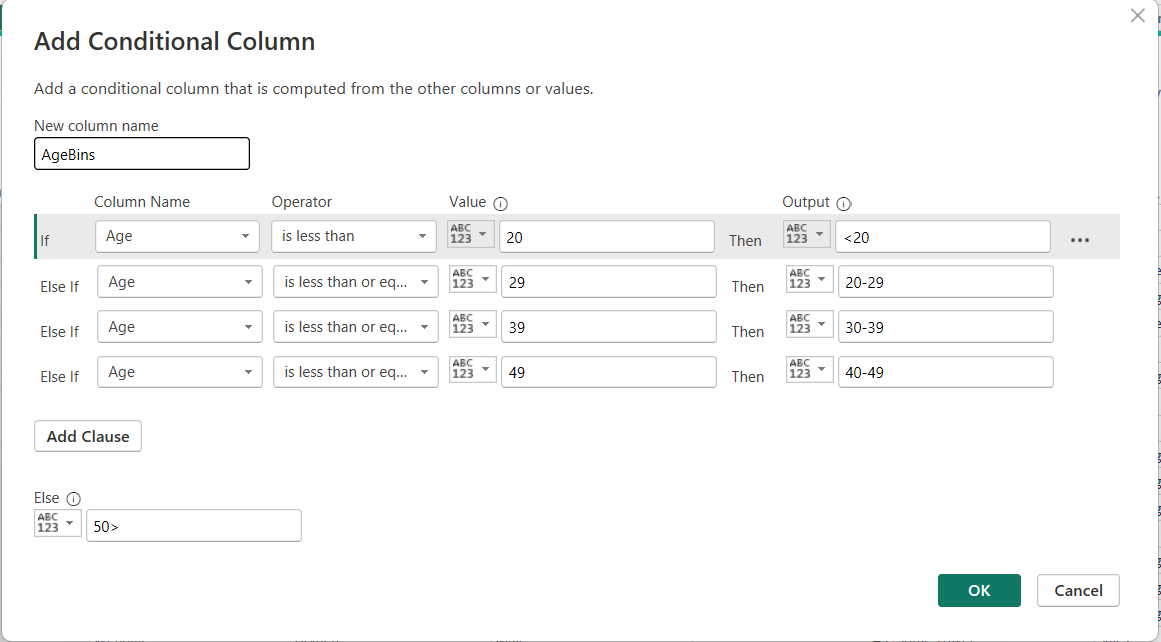 Add Conditional Column
Add a conditional column that is computed from the other columns or values.
New column name
AgeBins
Column Name Operator Value Output
If Age is less than ABC 123 20 Then ABC 123 <20 •••
Else If Age is less than or eq... ABC 123 29 Then ABC 123 20-29
Else If Age is less than or eq... ABC 123 39 Then ABC 123 30-39
Else If Age is less than or eq... ABC 123 49 Then ABC 123 40-49
Add Clause
Else
ABC 123 50>
OK Cancel